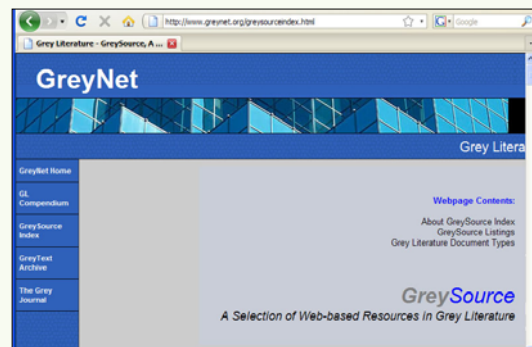 http://www.greynet.org/greysourceindex.html
Google
Grey Literature - GreySource, A ...
GreyNet
Grey Litera
GreyNet Home
GL
Compendium
GreySource
Index
GreyText
Archive
The Grey
Journal
Webpage Contents:
About GreySource Index
GreySource Listings
Grey Literature Document Types
GreySource
A Selection of Web-based Resources in Grey Literature